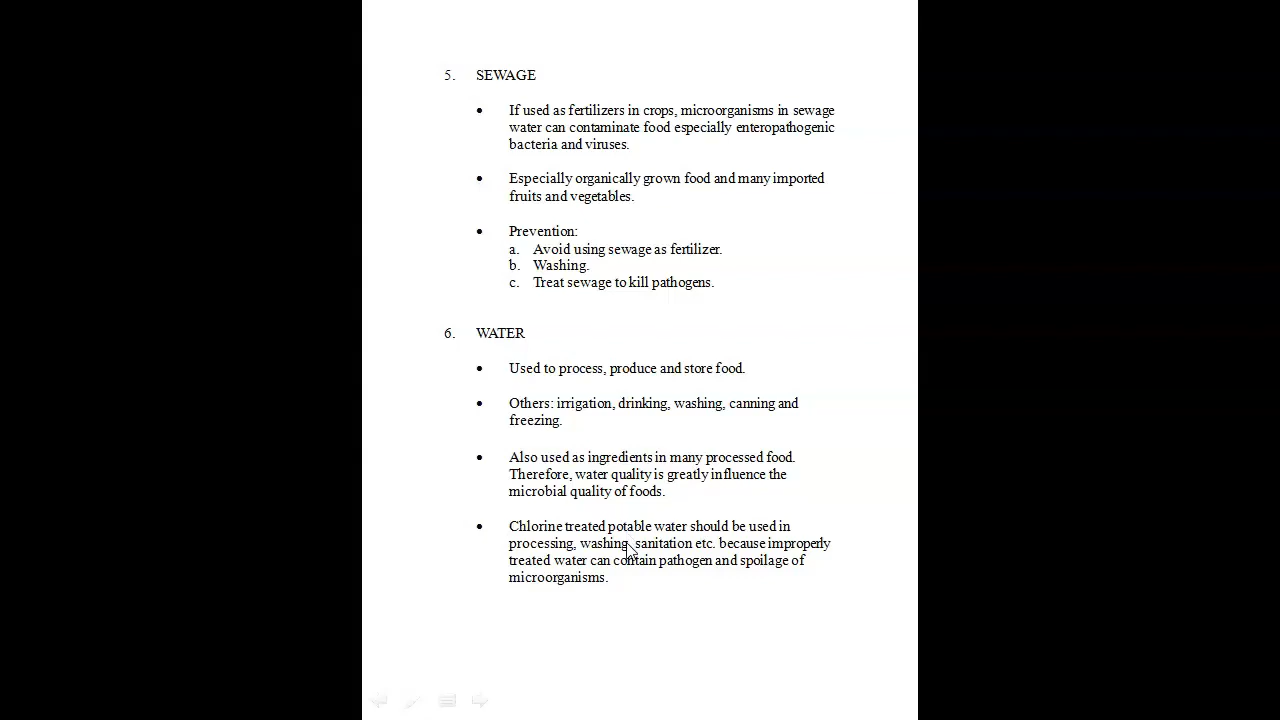 5. SEWAGE
• If used as fertilizers in crops, microorganisms in sewage
water can contaminate food especially enteropathogenic
bacteria and viruses.
• Especially organically grown food and many imported
fruits and vegetables.
• Prevention:
a. Avoid using sewage as fertilizer.
b. Washing.
c. Treat sewage to kill pathogens.
6. WATER
• Used to process, produce and store food.
• Others: irrigation, drinking, washing, canning and
freezing.
• Also used as ingredients in many processed food.
Therefore, water quality is greatly influence the
microbial quality of foods.
• Chlorine treated potable water should be used in
processing, washing, sanitation etc. because improperly
treated water can contain pathogen and spoilage of
microorganisms.